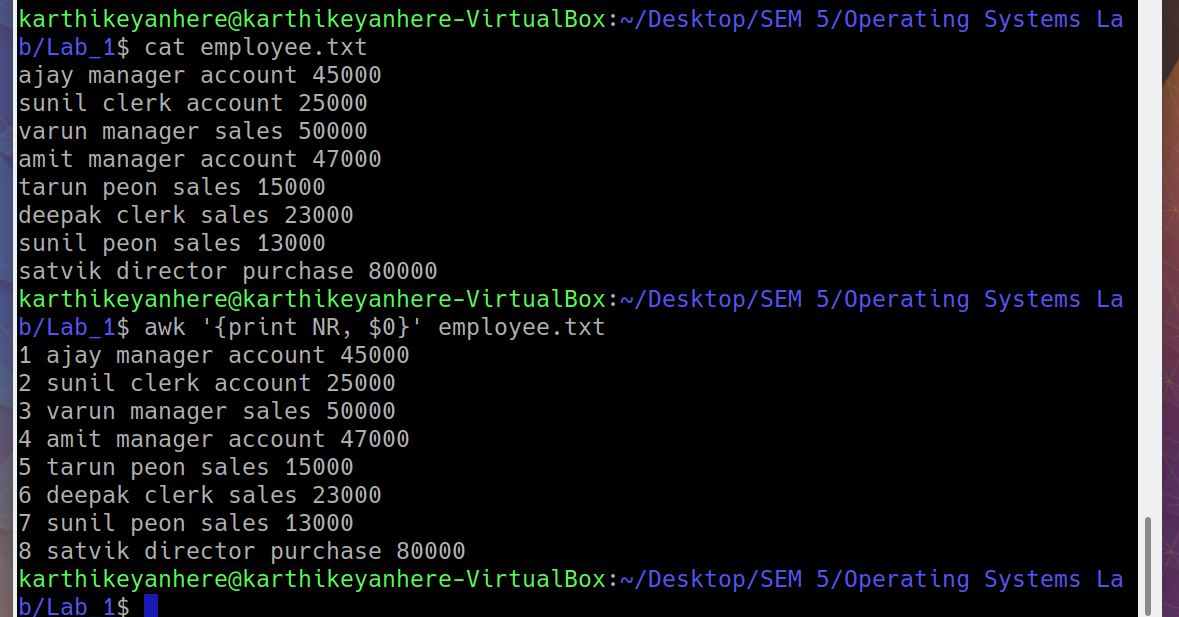 karthikeyanhere@karthikeyanhere-VirtualBox:~/Desktop/SEM 5/Operating Systems La
b/Lab_1$ cat employee.txt
ajay manager account 45000
sunil clerk account 25000
varun manager sales 50000
amit manager account 47000
tarun peon sales 15000
deepak clerk sales 23000
sunil peon sales 13000
satvik director purchase 80000
karthikeyanhere@karthikeyanhere-VirtualBox:~/Desktop/SEM 5/Operating Systems La
b/Lab_1$ awk '{print NR, $0}' employee.txt
1 ajay manager account 45000
2 sunil clerk account 25000
3 varun manager sales 50000
4 amit manager account 47000
5 tarun peon sales 15000
6 deepak clerk sales 23000
7 sunil peon sales 13000
8 satvik director purchase 80000
karthikeyanhere@karthikeyanhere-VirtualBox:~/Desktop/SEM 5/Operating Systems La
b/Lab_1$